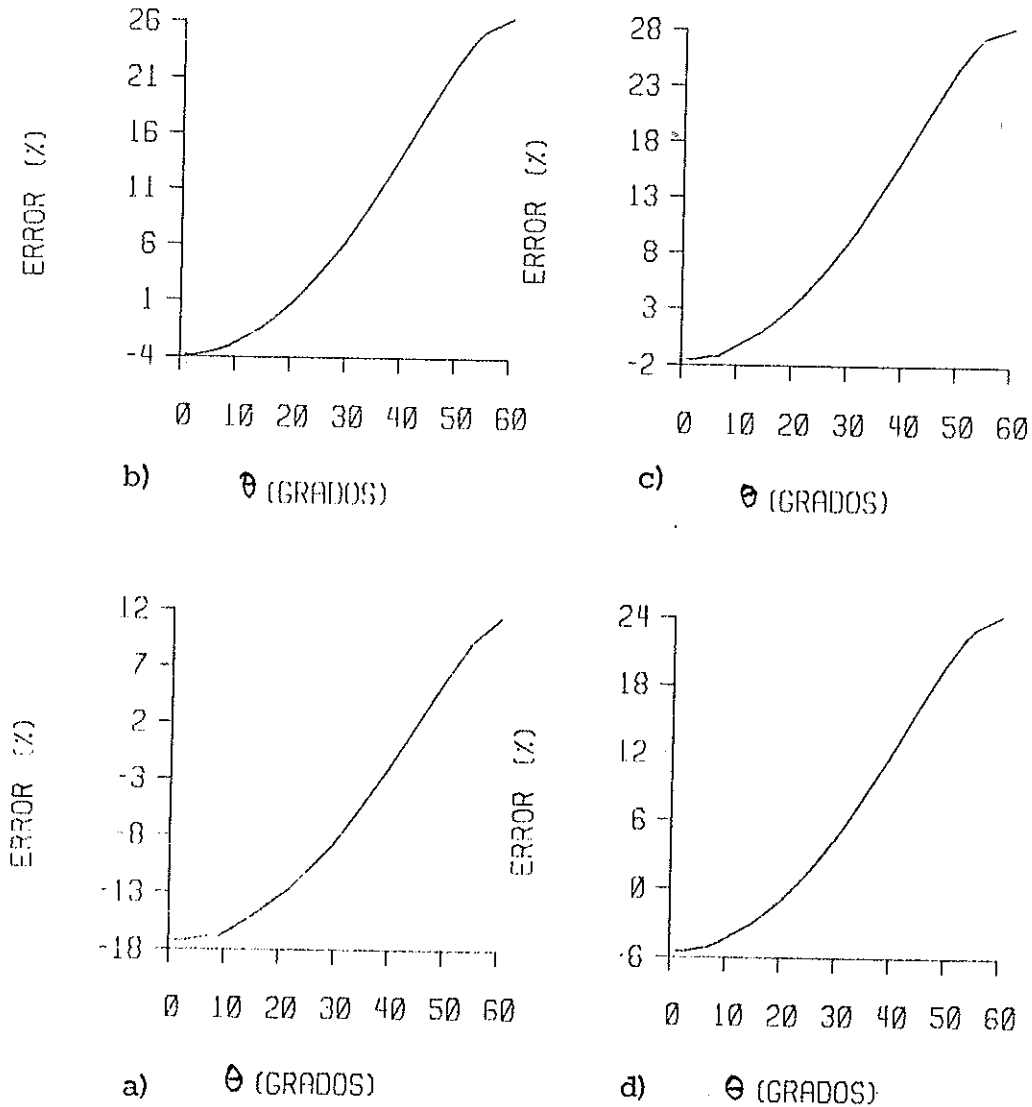 26
21
16
11
6
1
-4
ERROR (%)
0 10 20 30 40 50 60
b) θ (GRADOS)
28
23
18
13
8
3
-2
ERROR (%)
0 10 20 30 40 50 60
c) θ (GRADOS)
12
7
2
-3
-8
-13
-18
ERROR (%)
0 10 20 30 40 50 60
a) θ (GRADOS)
24
18
12
6
0
-6
ERROR (%)
0 10 20 30 40 50 60
d) θ (GRADOS)